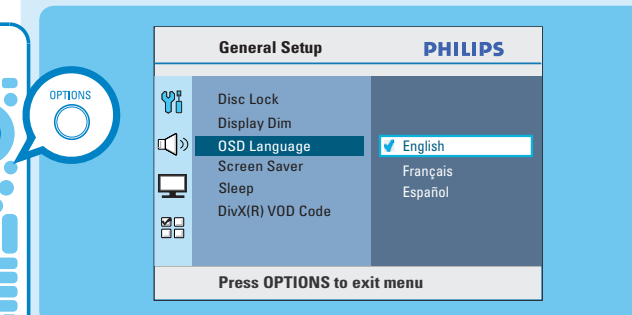 General Setup
PHILIPS
OPTIONS
Disc Lock
Display Dim
OSD Language
Screen Saver
Sleep
DivX(R) VOD Code
English
Français
Español
Press OPTIONS to exit menu